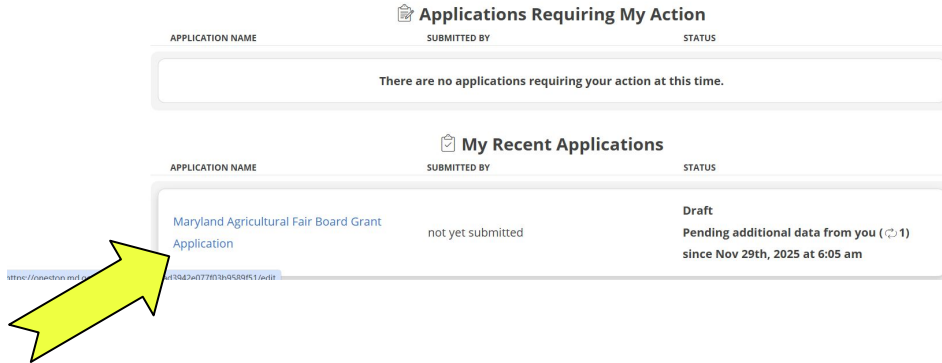 Applications Requiring My Action
APPLICATION NAME SUBMITTED BY STATUS
There are no applications requiring your action at this time.
My Recent Applications
APPLICATION NAME SUBMITTED BY STATUS
Maryland Agricultural Fair Board Grant
Application
not yet submitted
Draft
Pending additional data from you (1)
since Nov 29th, 2025 at 6:05 am